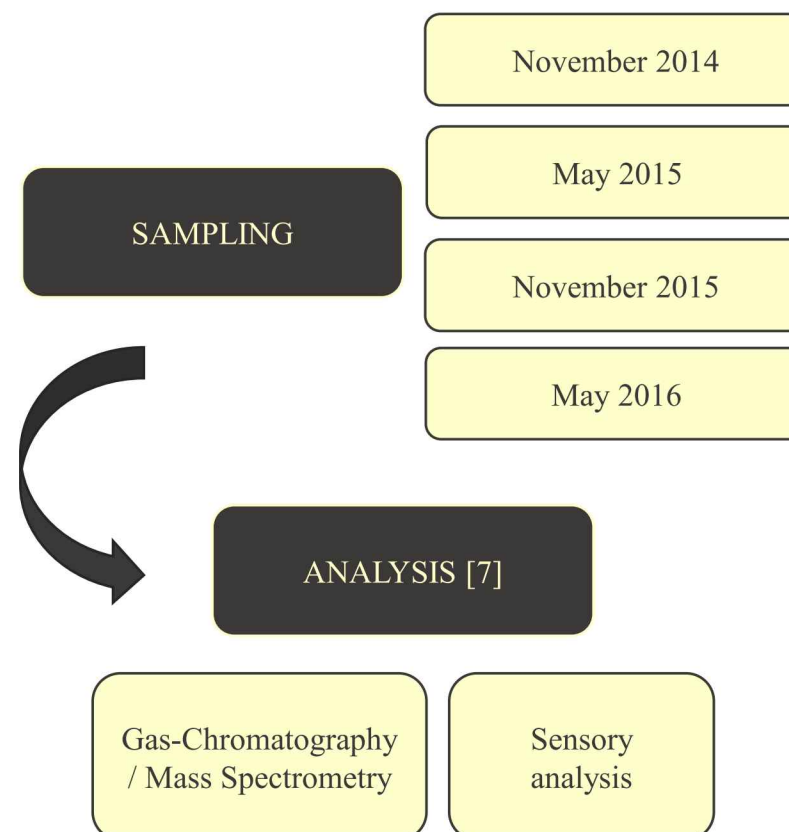 SAMPLING
November 2014
May 2015
November 2015
May 2016
ANALYSIS [7]
Gas-Chromatography
/ Mass Spectrometry
Sensory
analysis